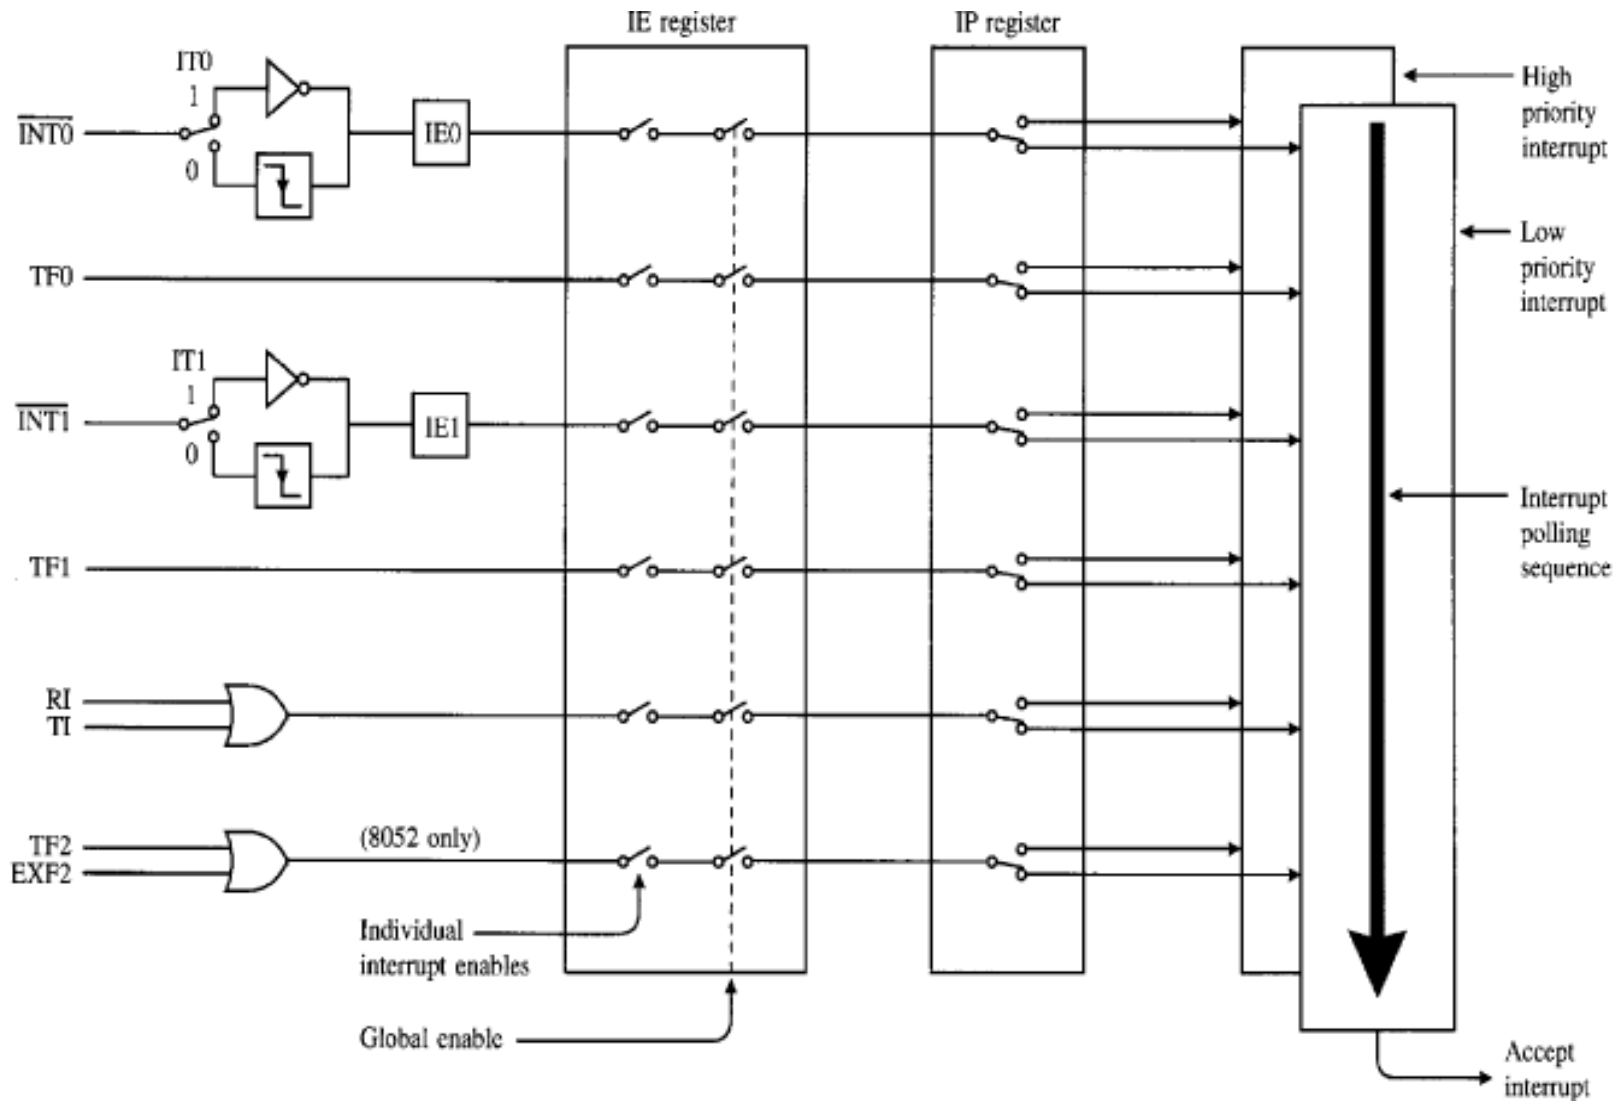 IE register
IP register
IT0
1
INT0
0
IE0
High
priority
interrupt
Low
priority
interrupt
TF0
IT1
1
INT1
0
IE1
Interrupt
polling
sequence
TF1
RI
TI
TF2
EXF2
(8052 only)
Individual
interrupt enables
Global enable
Accept
interrupt